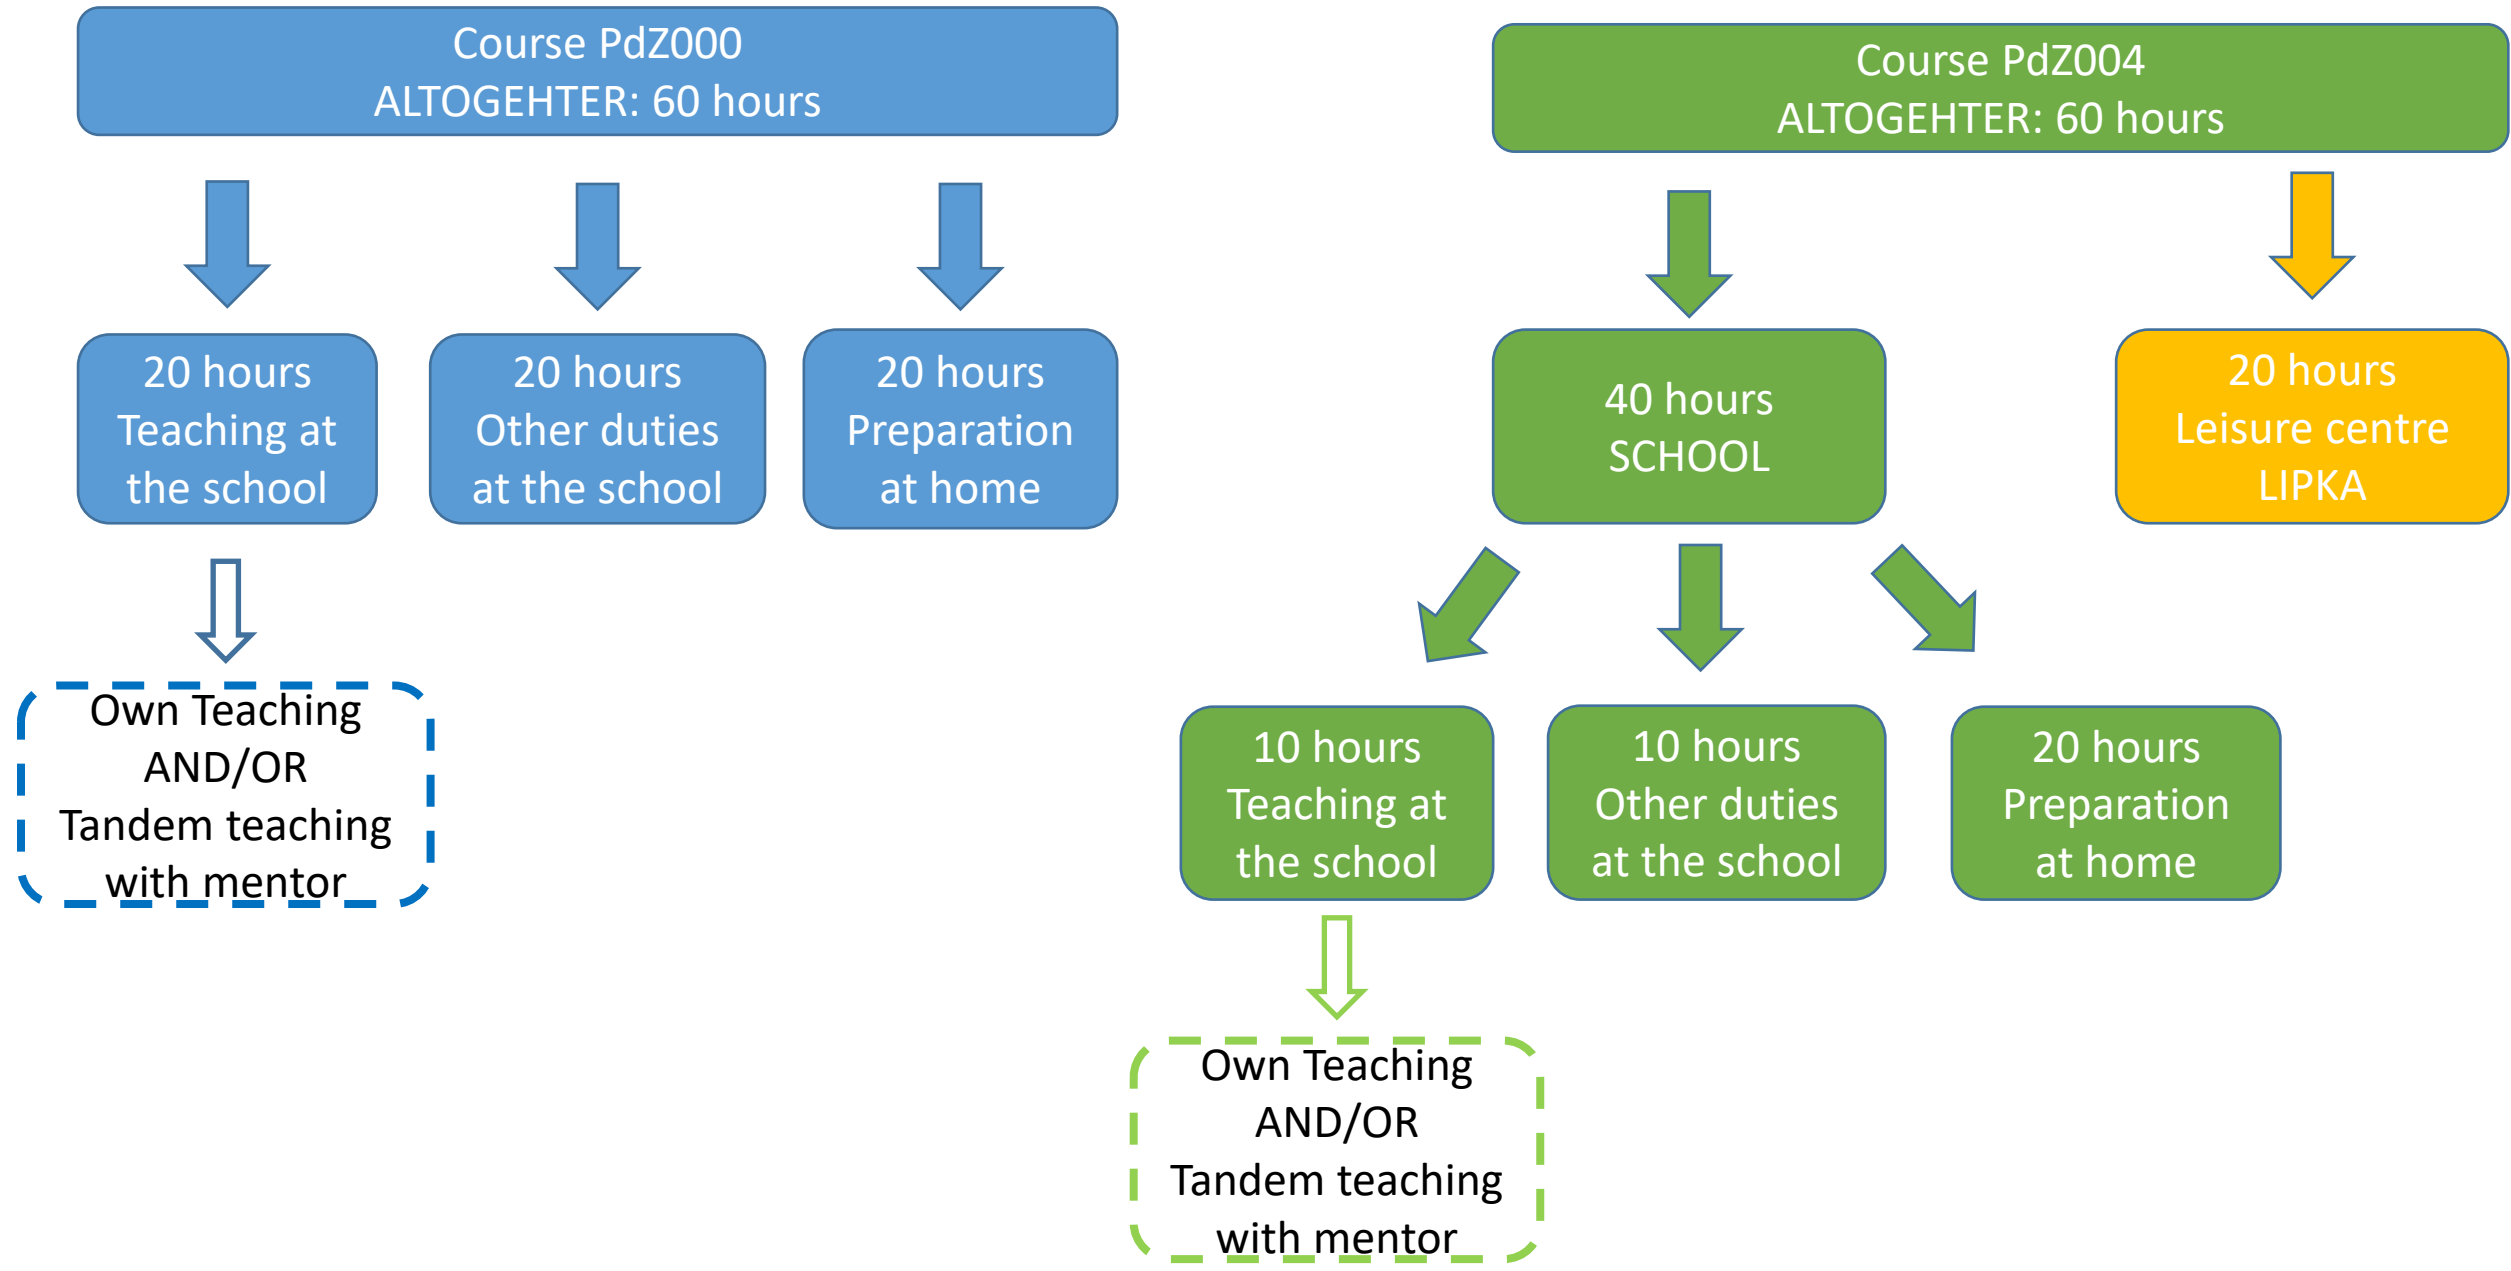 Course PdZ000
ALTOGEHTER: 60 hours
20 hours
Teaching at
the school
20 hours
Other duties
at the school
20 hours
Preparation
at home
Own Teaching
AND/OR
Tandem teaching
with mentor
Course PdZ004
ALTOGEHTER: 60 hours
40 hours
SCHOOL
20 hours
Leisure centre
LIPKA
10 hours
Teaching at
the school
10 hours
Other duties
at the school
20 hours
Preparation
at home
Own Teaching
AND/OR
Tandem teaching
with mentor